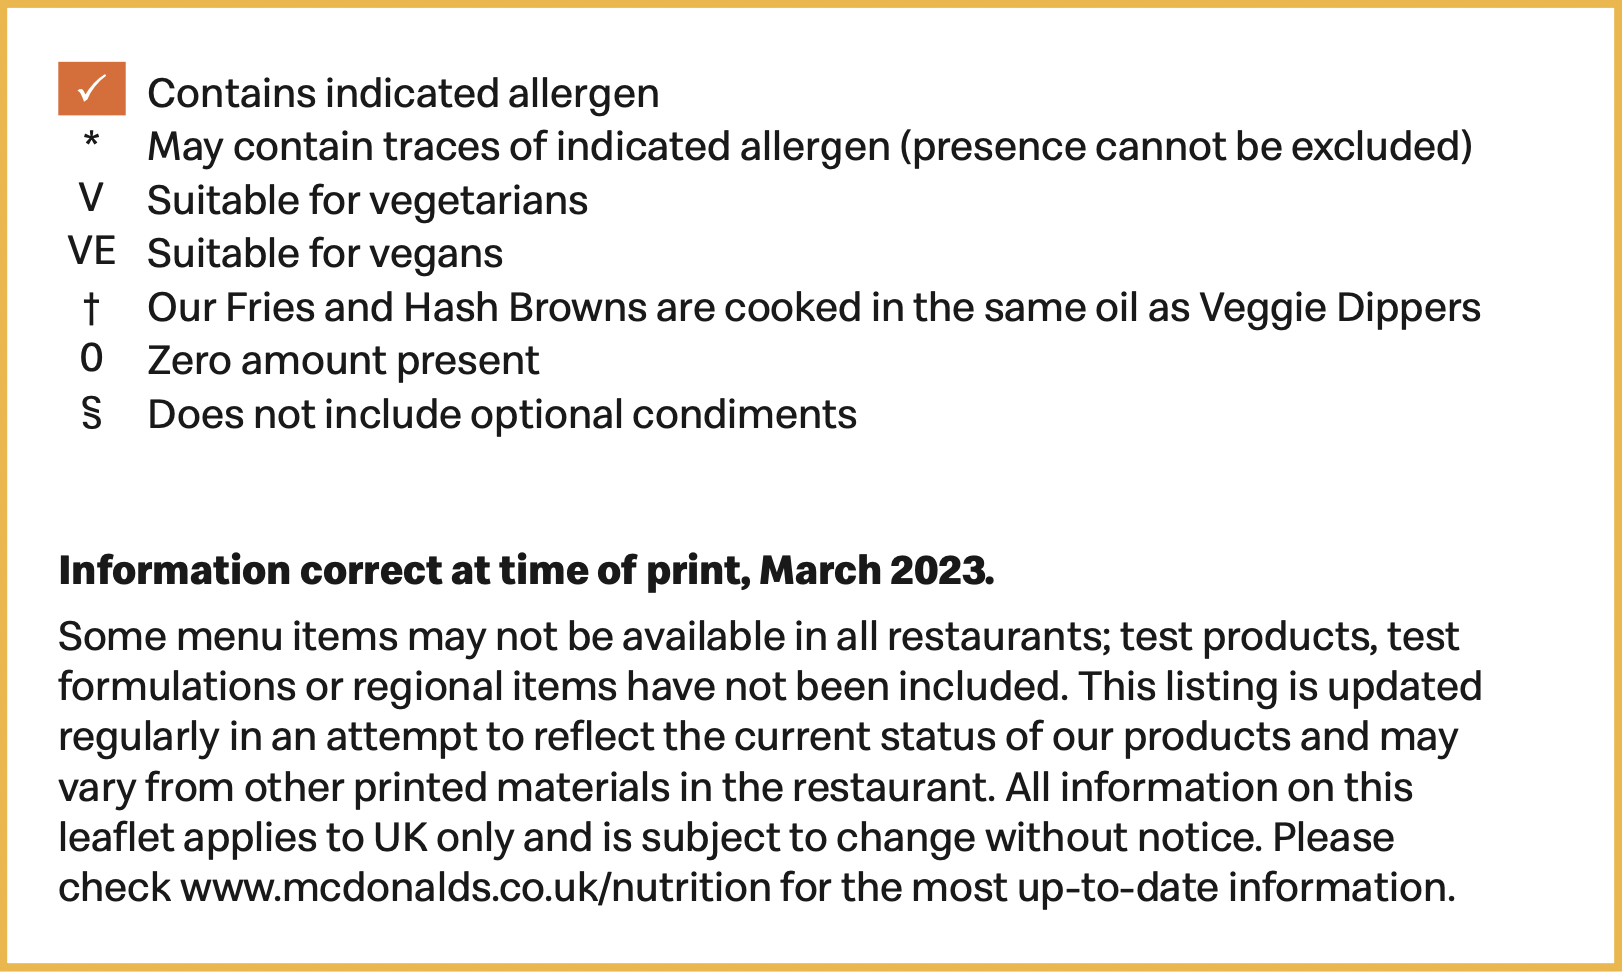 ✓ Contains indicated allergen
* May contain traces of indicated allergen (presence cannot be excluded)
V Suitable for vegetarians
VE Suitable for vegans
† Our Fries and Hash Browns are cooked in the same oil as Veggie Dippers
0 Zero amount present
§ Does not include optional condiments
Information correct at time of print, March 2023.
Some menu items may not be available in all restaurants; test products, test
formulations or regional items have not been included. This listing is updated
regularly in an attempt to reflect the current status of our products and may
vary from other printed materials in the restaurant. All information on this
leaflet applies to UK only and is subject to change without notice. Please
check www.mcdonalds.co.uk/nutrition for the most up-to-date information.